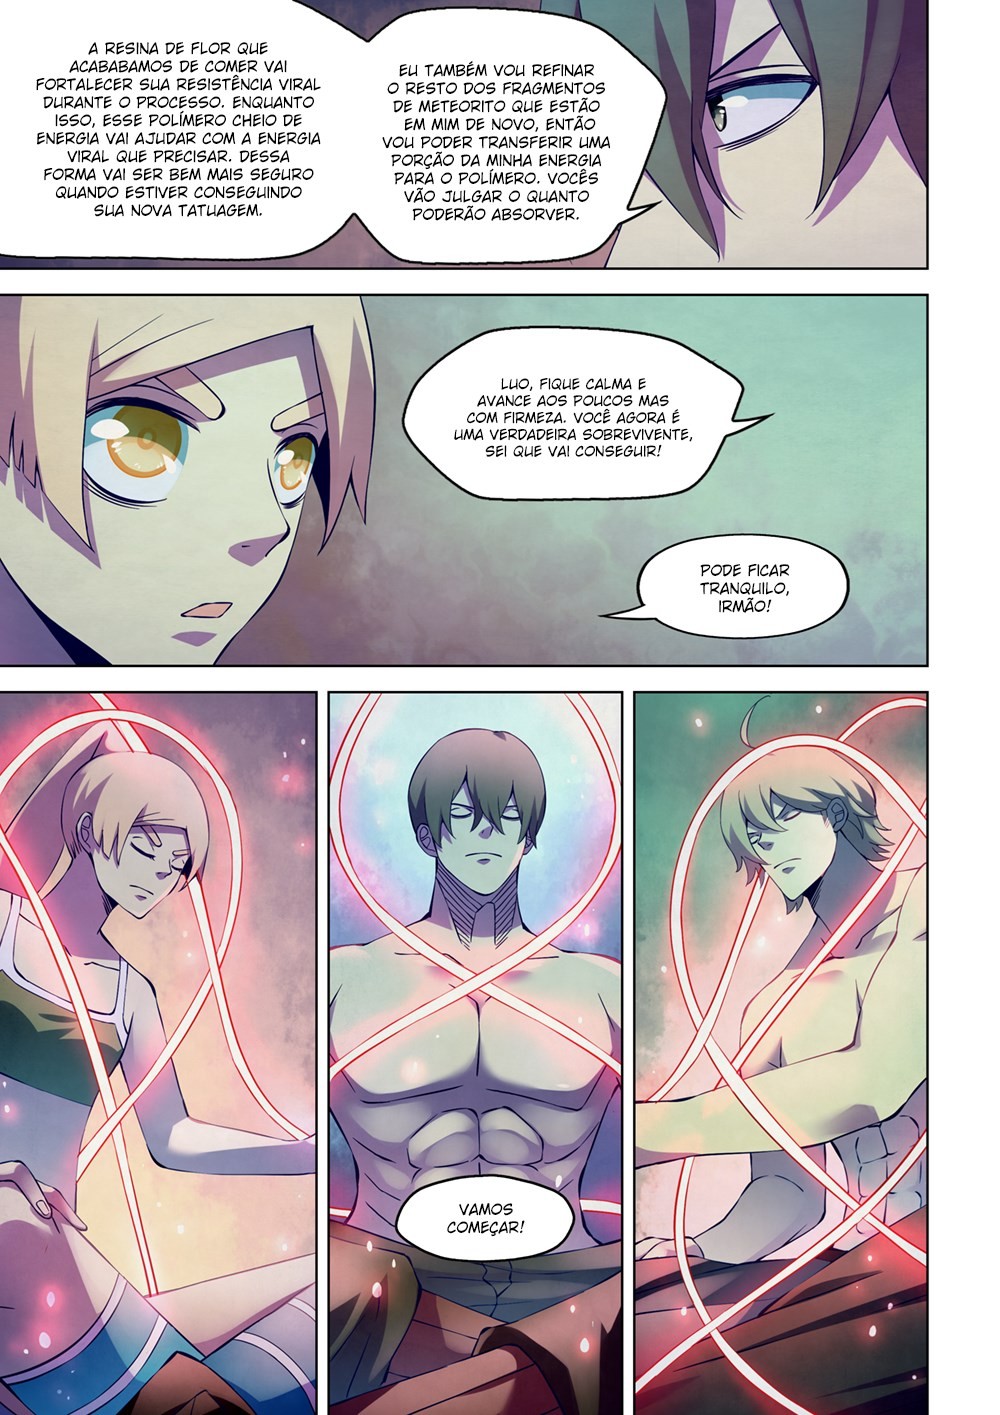 A RESINA DE FLOR QUE
ACABABAMOS DE COMER VAI
FORTALECER SUA RESISTÊNCIA VIRAL
DURANTE O PROCESSO. ENQUANTO
ISSO, ESSE POLÍMERO CHEIO DE
ENERGIA VAI AJUDAR COM A ENERGIA
VIRAL QUE PRECISAR. DESSA
FORMA VAI SER BEM MAIS SEGURO
QUANDO ESTIVER CONSEGUINDO
SUA NOVA TATUAGEM.
EU TAMBÉM VOU REFINAR
O RESTO DOS FRAGMENTOS
DE METEORITO QUE ESTÃO
EM MIM DE NOVO, ENTÃO
VOU PODER TRANSFERIR UMA
PORÇÃO DA MINHA ENERGIA
PARA O POLÍMERO. VOCÊS
VÃO JULGAR O QUANTO
PODERÃO ABSORVER.
LUO, FIQUE CALMA E
AVANCE AOS POUCOS MAS
COM FIRMEZA. VOCÊ AGORA É
UMA VERDADEIRA SOBREVIVENTE,
SEI QUE VAI CONSEGUIR!
PODE FICAR
TRANQUILO,
IRMÃO!
VAMOS
COMEÇAR!